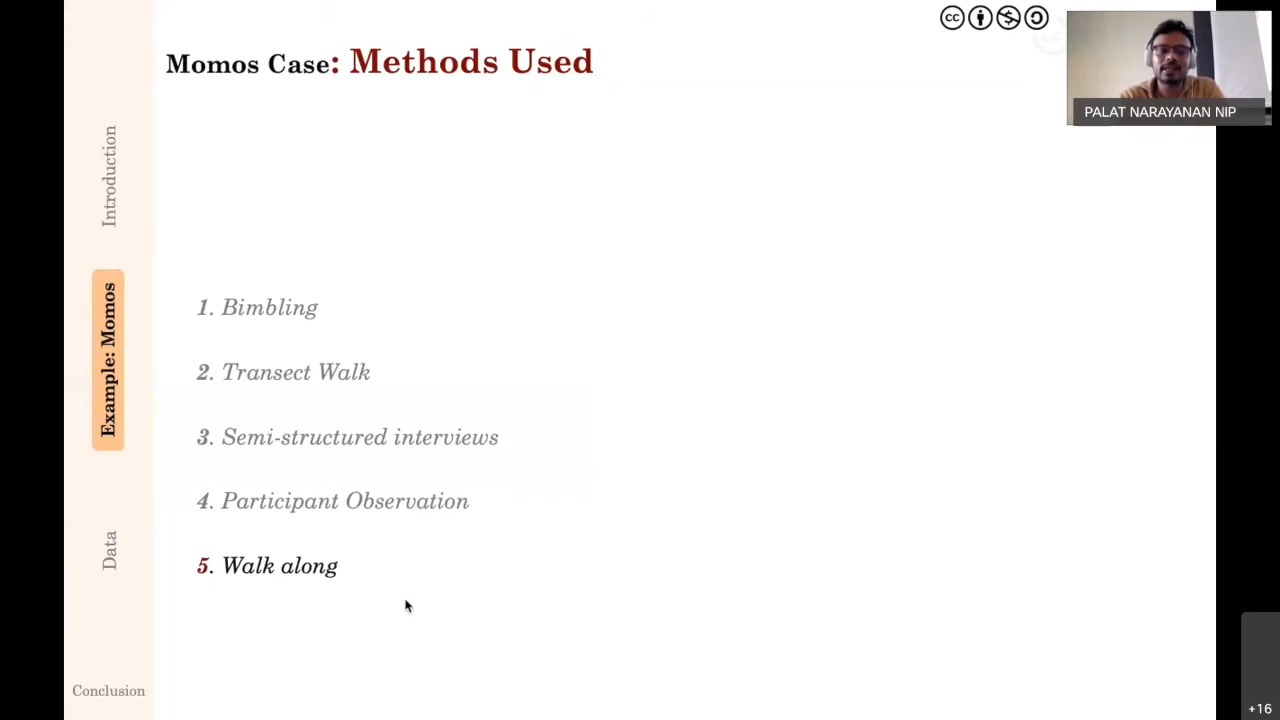 Momos Case: Methods Used
PALAT NARAYANAN NIP
Introduction
Example: Momos
Data
Conclusion
1. Bimbling
2. Transect Walk
3. Semi-structured interviews
4. Participant Observation
5. Walk along
cc
+16